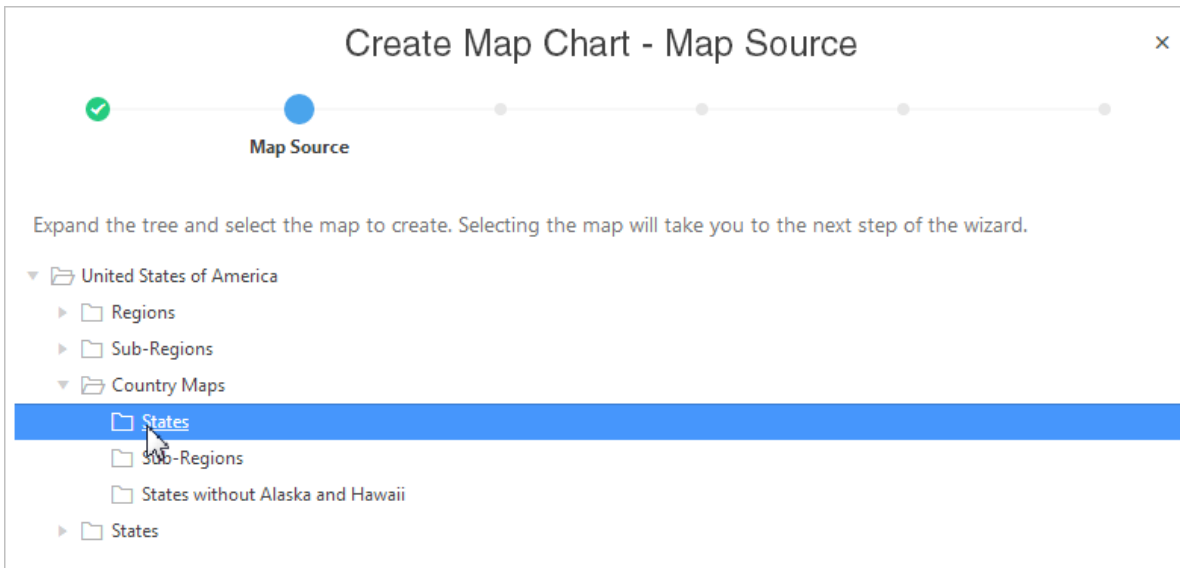 Create Map Chart - Map Source
Map Source
Expand the tree and select the map to create. Selecting the map will take you to the next step of the wizard.
United States of America
Regions
Sub-Regions
Country Maps
States
Sub-Regions
States without Alaska and Hawaii
States